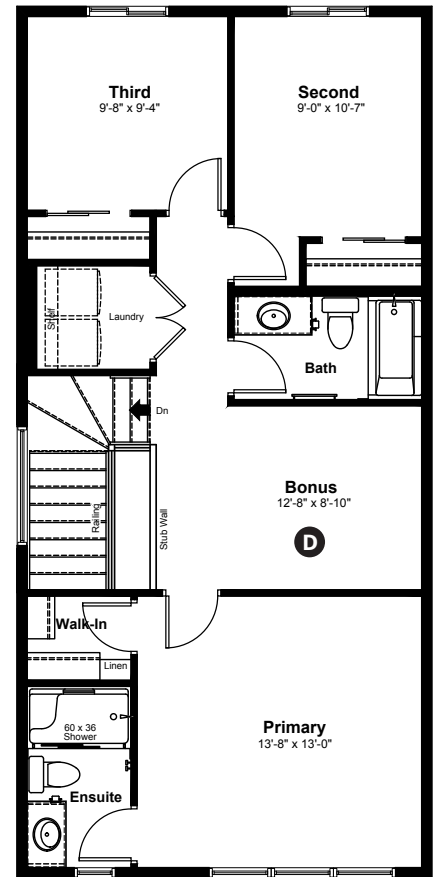 Third
9'-8" x 9'-4"
Second
9'-0" x 10'-7"
Shelf
Laundry
Bath
Dn
Railing
Stub Wall
Bonus
12'-8" x 8'-10"
D
Walk-In
Linen
60 x 36
Shower
Ensuite
Primary
13'-8" x 13'-0"